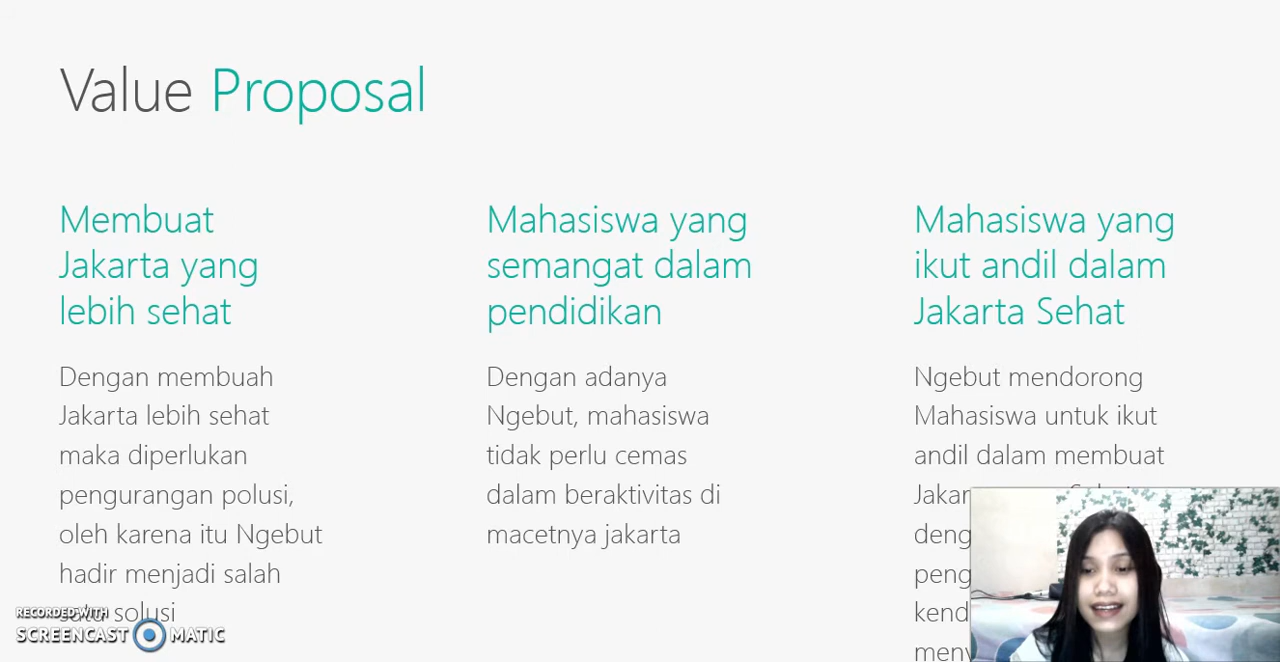 Value Proposal
Membuat
Jakarta yang
lebih sehat
Dengan membuah
Jakarta lebih sehat
maka diperlukan
pengurangan polusi,
oleh karena itu Ngebut
hadir menjadi salah
solusi
Mahasiswa yang
semangat dalam
pendidikan
Dengan adanya
Ngebut, mahasiswa
tidak perlu cemas
dalam beraktivitas di
macetnya jakarta
Mahasiswa yang
ikut andil dalam
Jakarta Sehat
Ngebut mendorong
Mahasiswa untuk ikut
andil dalam membuat
RECORDED WITH
SCREENCAST MATIC